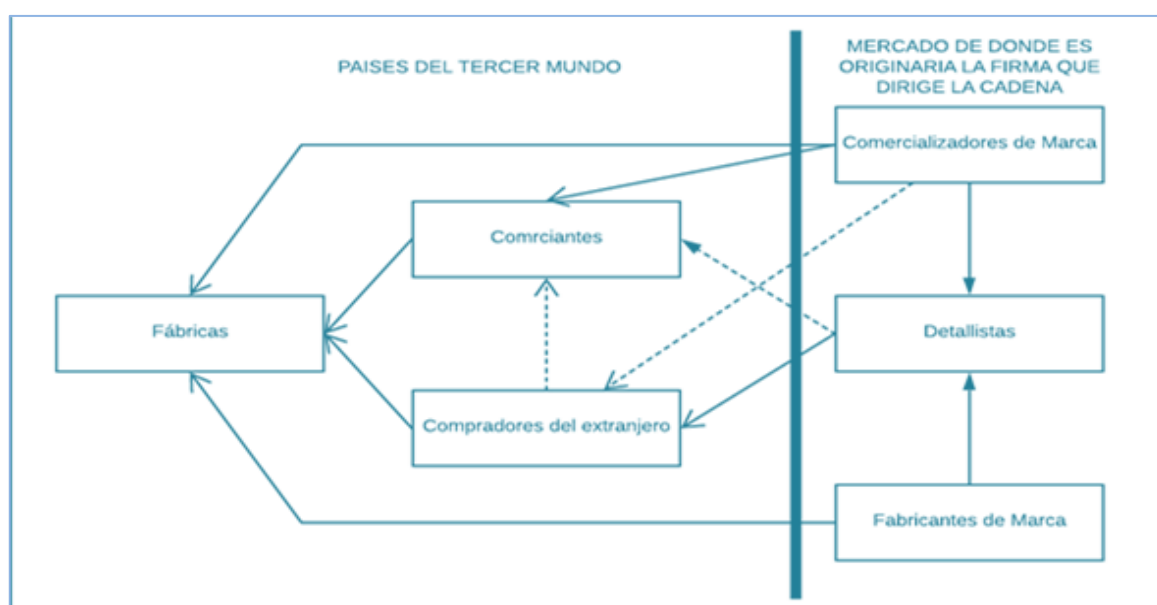 PAISES DEL TERCER MUNDO
MERCADO DE DONDE ES
ORIGINARIA LA FIRMA QUE
DIRIGE LA CADENA
Comercializadores de Marca
Comrciantes
Fábricas
Detallistas
Compradores del extranjero
Fabricantes de Marca